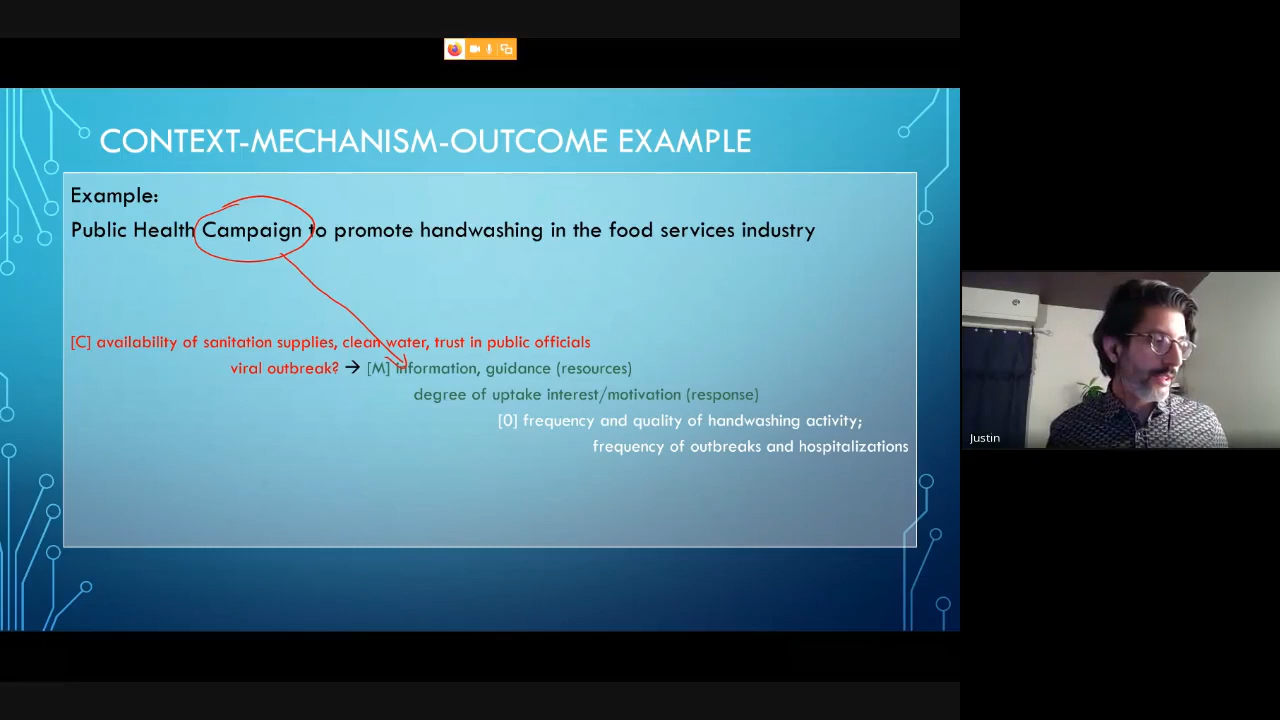 CONTEXT-MECHANISM-OUTCOME EXAMPLE
Example:
Public Health Campaign to promote handwashing in the food services industry
[C] availability of sanitation supplies, clean water, trust in public officials
viral outbreak? → [M] information, guidance (resources)
degree of uptake interest/motivation (response)
[0] frequency and quality of handwashing activity;
frequency of outbreaks and hospitalizations
Justin